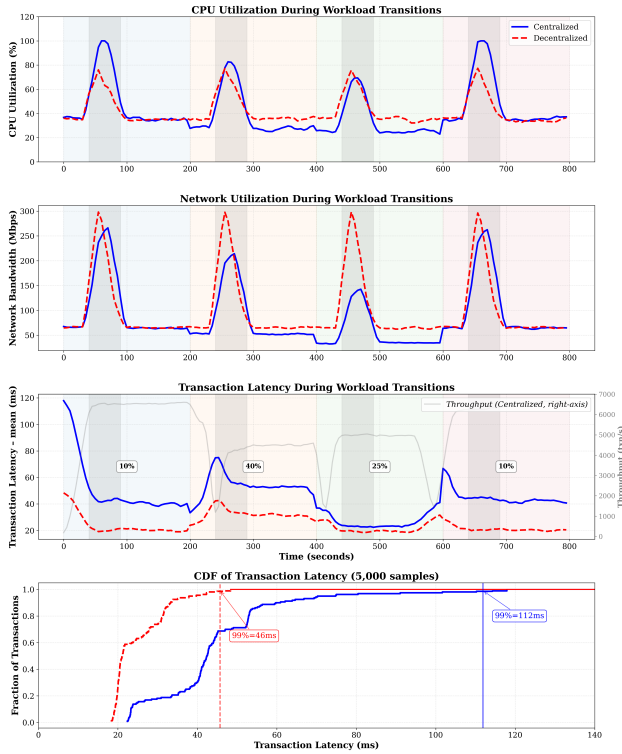 CPU Utilization During Workload Transitions
CPU Utilization (%)
120
100
80
60
40
20
0
Centralized
Decentralized
0 100 200 300 400 500 600 700 800
Network Utilization During Workload Transitions
Network Bandwidth (Mbps)
300
250
200
150
100
50
0 100 200 300 400 500 600 700 800
Transaction Latency During Workload Transitions
Transaction Latency – mean (ms)
120
100
80
60
40
20
Throughput (Centralized, right-axis)
10%
40%
25%
10%
7000
6000
5000
4000
3000
2000
1000
0
Throughput (txn/s)
0 100 200 300 400 500 600 700 800
Time (seconds)
CDF of Transaction Latency (5,000 samples)
Fraction of Transactions
1.0
0.8
0.6
0.4
0.2
0.0
99%=46ms
99%=112ms
0 20 40 60 80 100 120 140
Transaction Latency (ms)